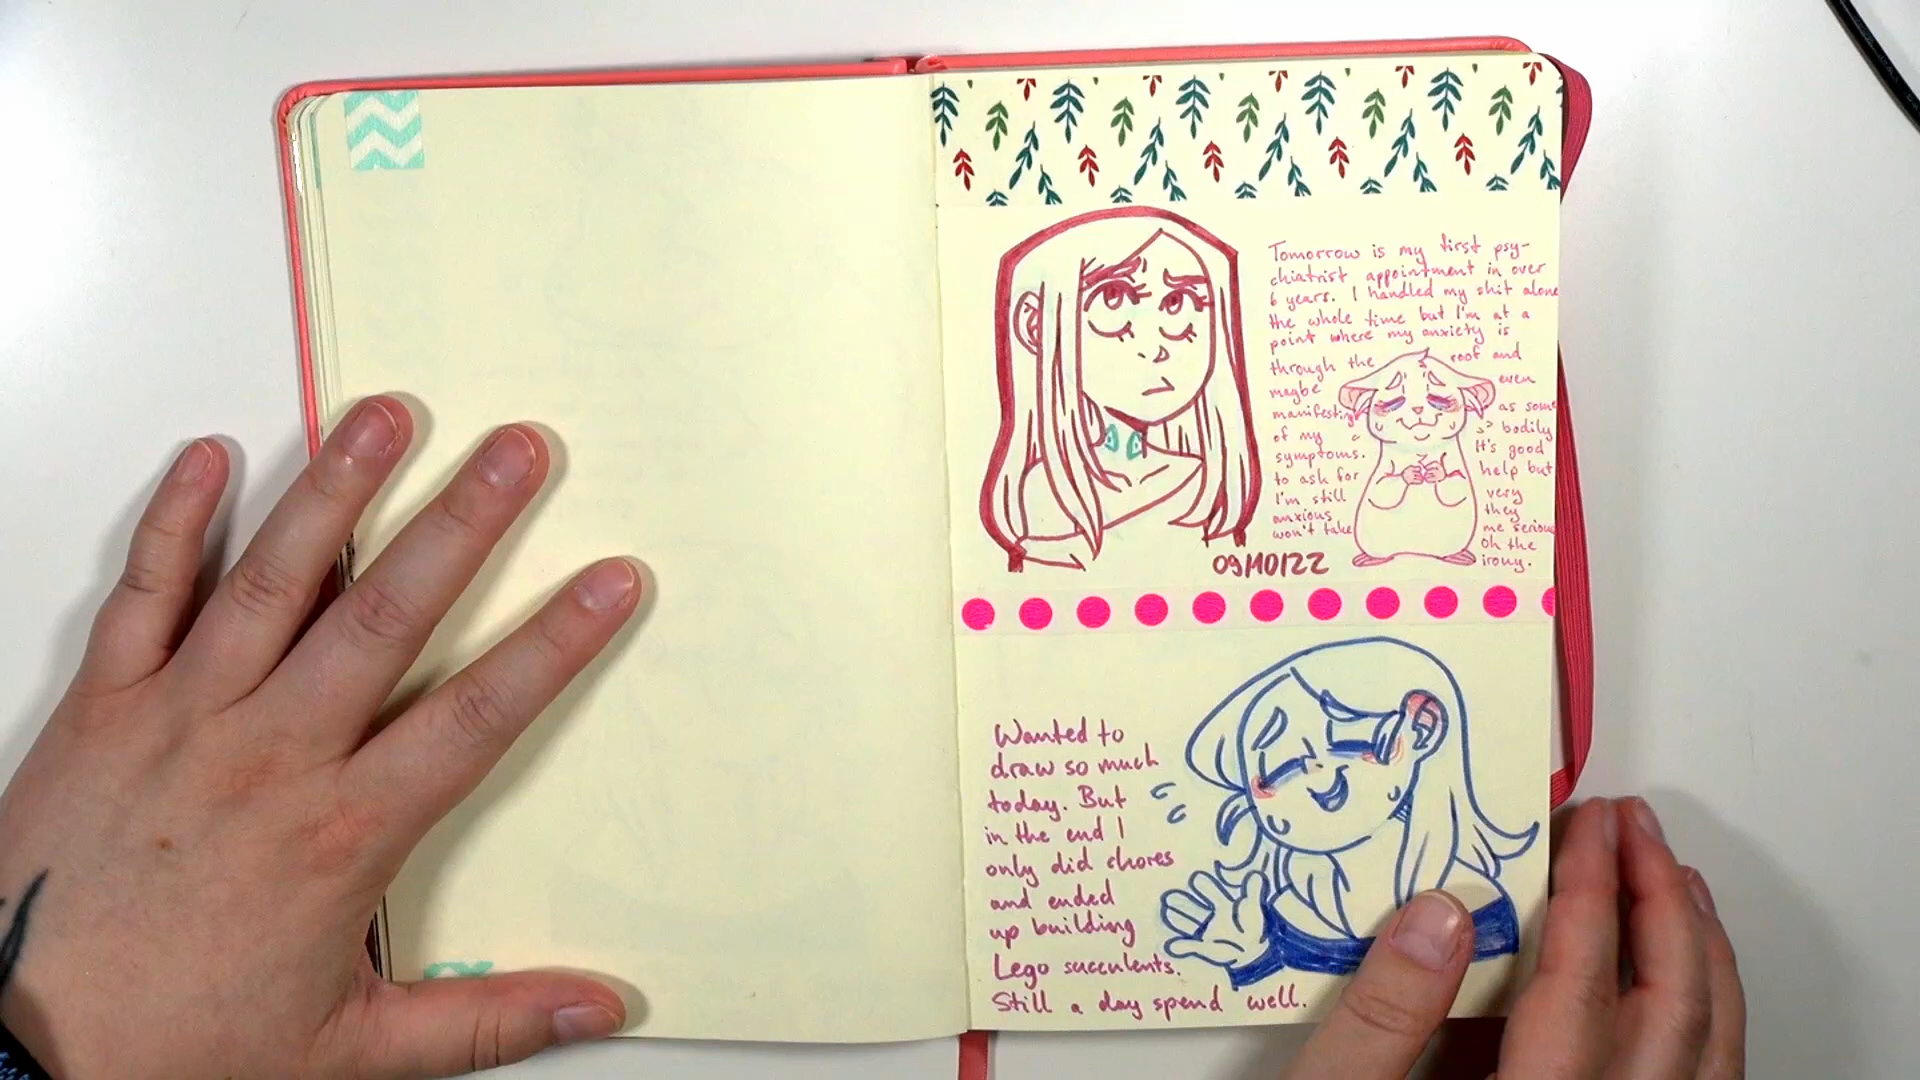 Tomorrow is my first psy-
chiatrist appointment in over
6 years. I handled my shit alone
the whole time but I'm at a
point where my anxiety is
through the roof and
maybe even
manifesting as some
of my bodily
symptoms. It's good
to ask for help but
I'm still very
anxious they
won't take me serious
Oh the
irony.
09/10/22
Wanted to
draw so much
today. But
in the end I
only did chores
and ended
up building
Lego succulents.
Still a day spend well.